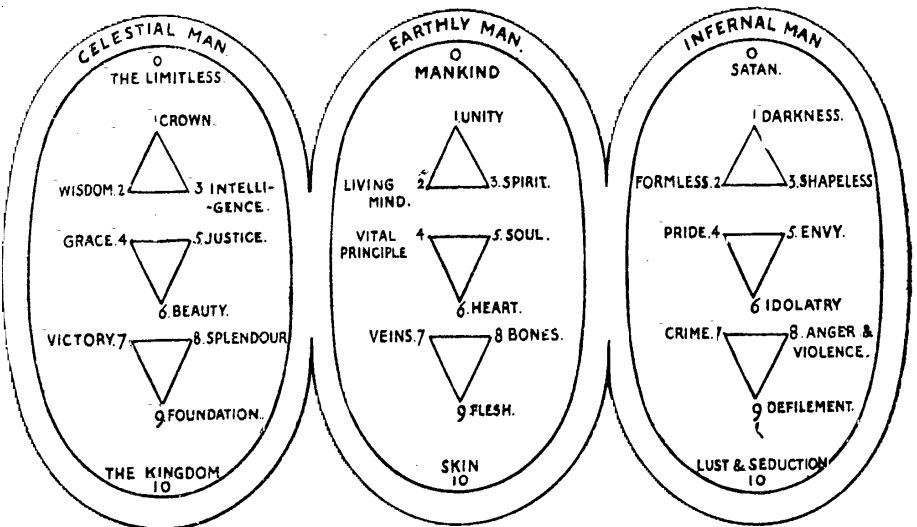 CELESTIAL MAN
0
THE LIMITLESS.
1 CROWN.
WISDOM. 2
3 INTELLI-
-GENCE.
GRACE. 4
5. JUSTICE.
6. BEAUTY.
VICTORY. 7
8. SPLENDOUR
9. FOUNDATION.
THE KINGDOM
10
EARTHLY MAN.
0
MANKIND
1. UNITY
LIVING 2
MIND.
3. SPIRIT.
VITAL 4
PRINCIPLE
5. SOUL.
6. HEART.
VEINS. 7
8 BONES.
9. FLESH.
SKIN
10
INFERNAL MAN
0
SATAN.
1 DARKNESS.
FORMLESS. 2
3. SHAPELESS
PRIDE. 4
5. ENVY.
6 IDOLATRY
CRIME. 7
8. ANGER &
VIOLENCE.
9 DEFILEMENT.
LUST & SEDUCTION
10